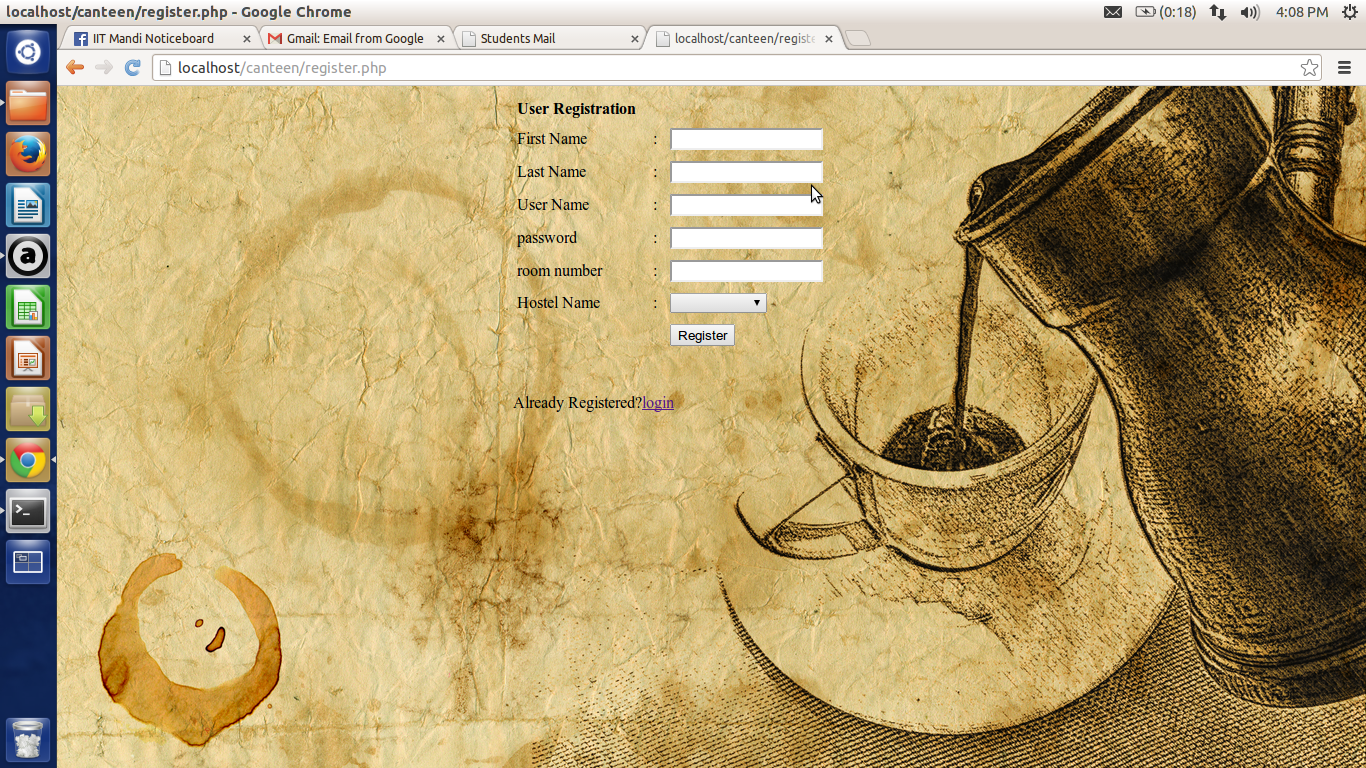 localhost/canteen/register.php - Google Chrome
(0:18) 4:08 PM
IIT Mandi Noticeboard
Gmail: Email from Google
Students Mail
localhost/canteen/registe
localhost/canteen/register.php
User Registration
First Name :
Last Name :
User Name :
password :
room number :
Hostel Name :
Register
Already Registered?login